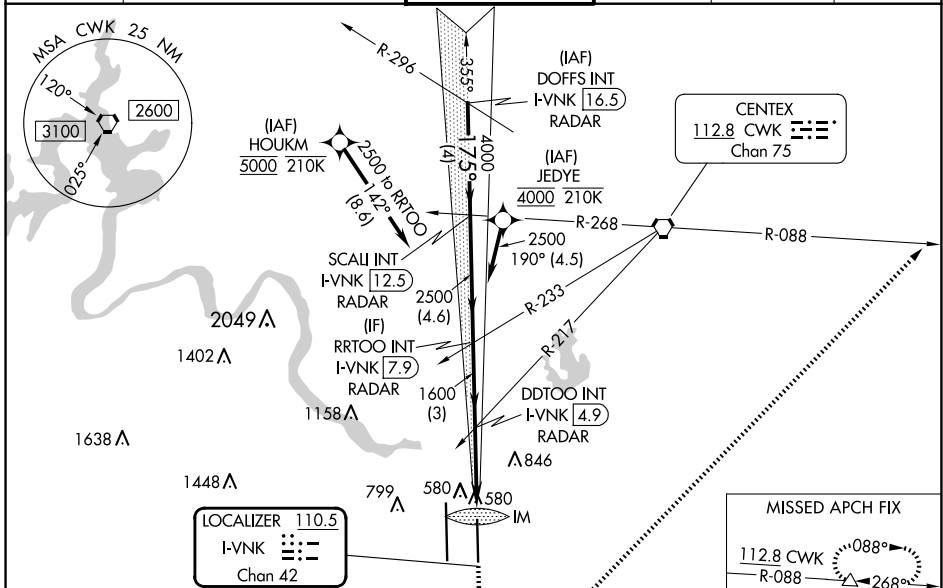 MSA CWK 25 NM
120°
2600
3100
025°
R-296
355°
(IAF)
DOFFS INT
I-VNK 16.5
RADAR
4000
(4)
175°
CENTEX
112.8 CWK
Chan 75
(IAF)
HOUKM
5000 210K
2500 to RRTOO
142°
(8.6)
(IAF)
JEDYE
4000 210K
R-268
R-088
2500
190° (4.5)
SCALI INT
I-VNK 12.5
RADAR
2500
(4.6)
R-233
R-217
(IF)
RRTOO INT
I-VNK 7.9
RADAR
1600
(3)
DDTOO INT
I-VNK 4.9
RADAR
2049
1402
1158
1638
1448
799
580
580
846
IM
LOCALIZER 110.5
I-VNK
Chan 42
MISSED APCH FIX
112.8 CWK
R-088
088°
268°